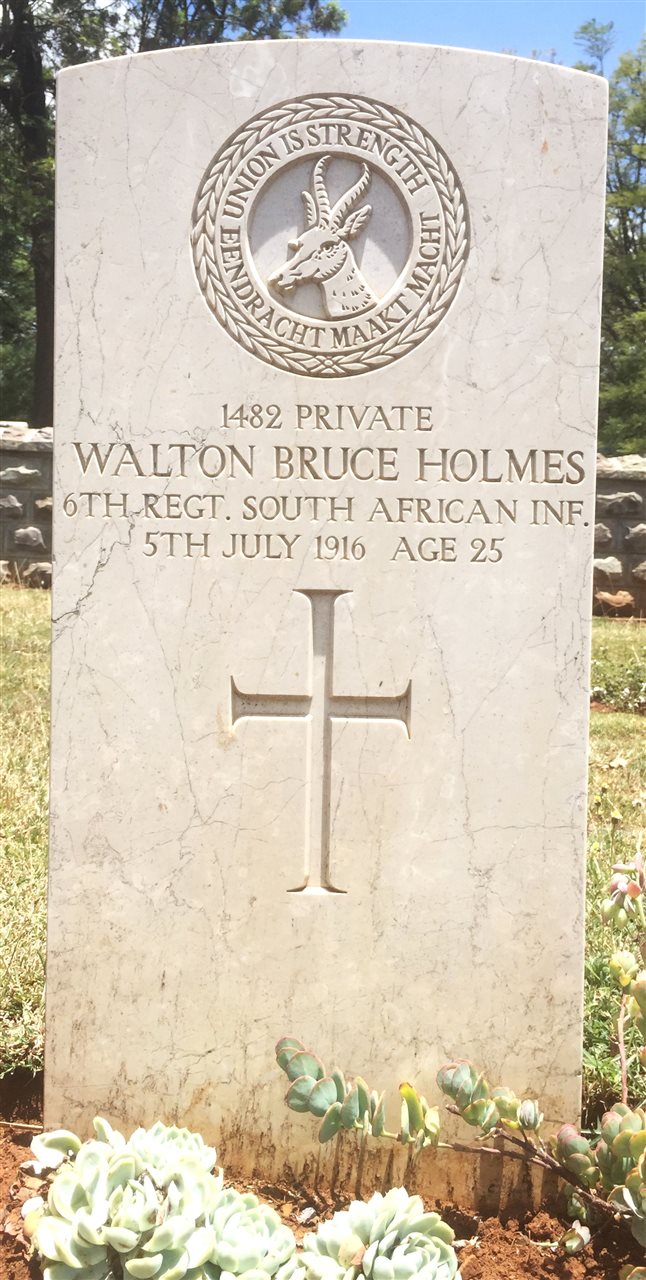 UNION IS STRENGTH
EENDRACHT MAAKT MACHT
1482 PRIVATE
WALTON BRUCE HOLMES
6TH REGT. SOUTH AFRICAN INF.
5TH JULY 1916 AGE 25